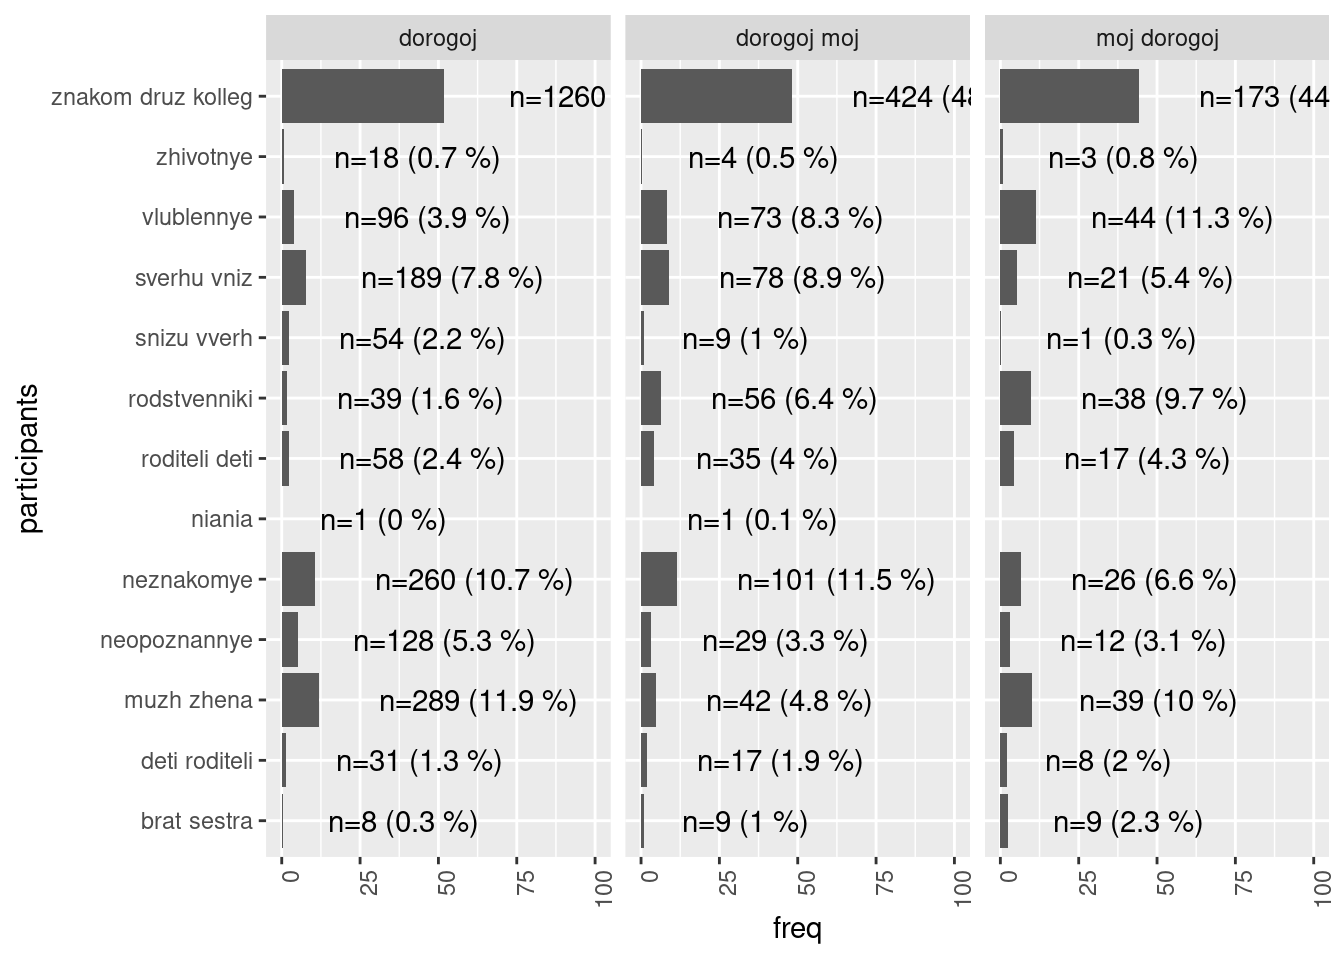 dorogoj dorogoj moj moj dorogoj
znakom druz kolleg n=1260 n=424 (48 n=173 (44
zhivotnye n=18 (0.7 %) n=4 (0.5 %) n=3 (0.8 %)
vlublennye n=96 (3.9 %) n=73 (8.3 %) n=44 (11.3 %)
sverhu vniz n=189 (7.8 %) n=78 (8.9 %) n=21 (5.4 %)
snizu vverh n=54 (2.2 %) n=9 (1 %) n=1 (0.3 %)
rodstvenniki n=39 (1.6 %) n=56 (6.4 %) n=38 (9.7 %)
roditeli deti n=58 (2.4 %) n=35 (4 %) n=17 (4.3 %)
niania n=1 (0 %) n=1 (0.1 %)
neznakomye n=260 (10.7 %) n=101 (11.5 %) n=26 (6.6 %)
neopoznannye n=128 (5.3 %) n=29 (3.3 %) n=12 (3.1 %)
muzh zhena n=289 (11.9 %) n=42 (4.8 %) n=39 (10 %)
deti roditeli n=31 (1.3 %) n=17 (1.9 %) n=8 (2 %)
brat sestra n=8 (0.3 %) n=9 (1 %) n=9 (2.3 %)
0 25 50 75 100 0 25 50 75 100 0 25 50 75 100
freq
participants